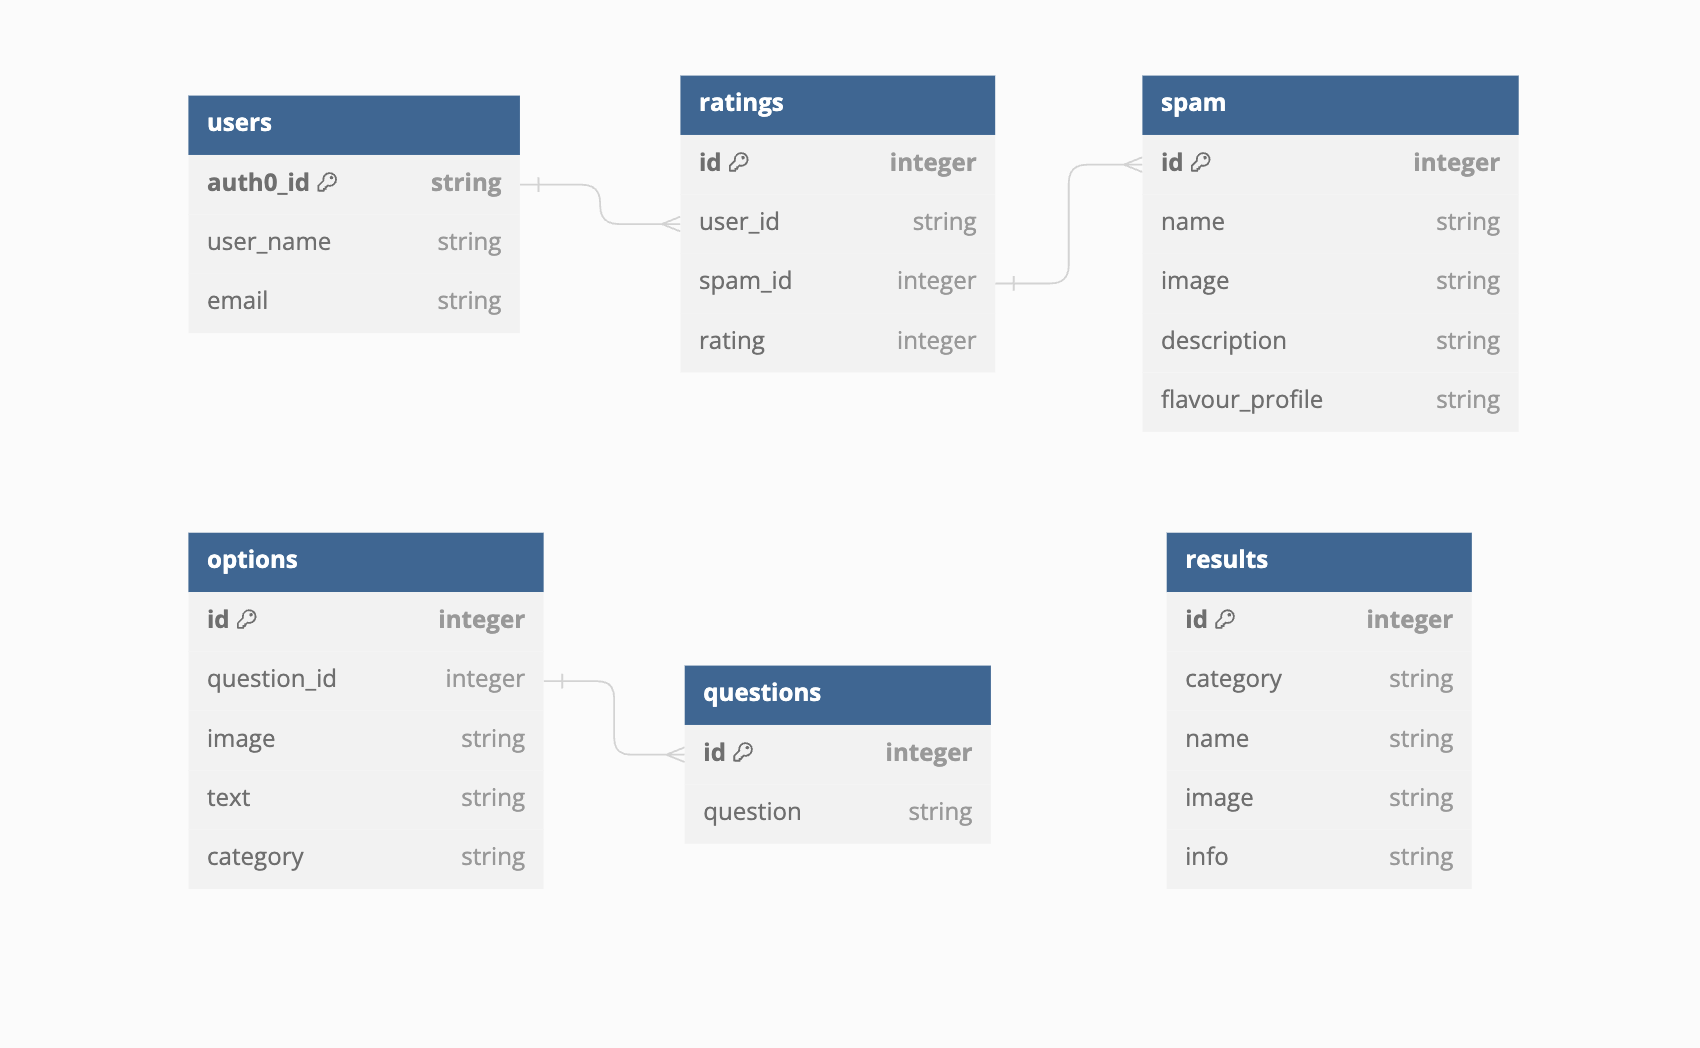 users
auth0_id string
user_name string
email string
ratings
id integer
user_id string
spam_id integer
rating integer
spam
id integer
name string
image string
description string
flavour_profile string
options
id integer
question_id integer
image string
text string
category string
questions
id integer
question string
results
id integer
category string
name string
image string
info string